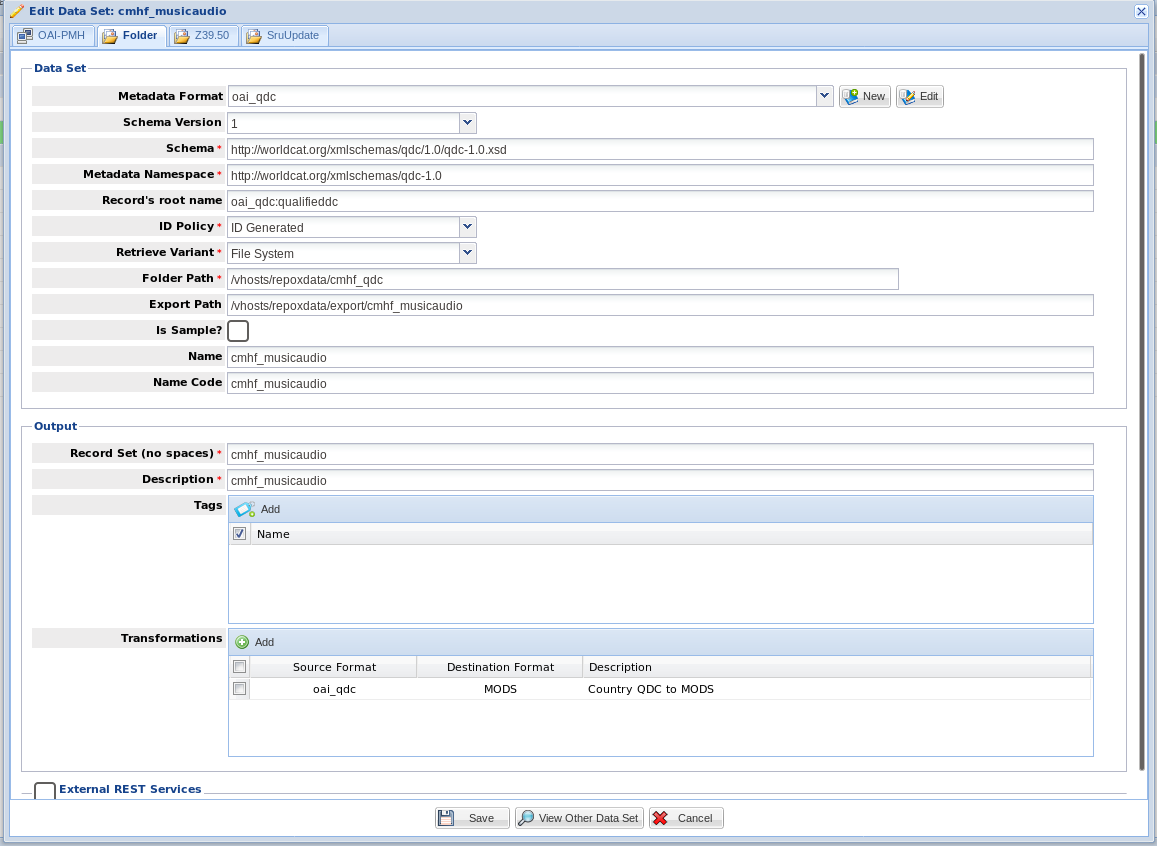 Edit Data Set: cmhf_musicaudio
OAI-PMH Folder Z39.50 SruUpdate
Data Set
Metadata Format oai_qdc New Edit
Schema Version 1
Schema * http://worldcat.org/xmlschemas/qdc/1.0/qdc-1.0.xsd
Metadata Namespace * http://worldcat.org/xmlschemas/qdc-1.0
Record's root name oai_qdc:qualifieddc
ID Policy * ID Generated
Retrieve Variant * File System
Folder Path * /vhosts/repoxdata/cmhf_qdc
Export Path /vhosts/repoxdata/export/cmhf_musicaudio
Is Sample?
Name cmhf_musicaudio
Name Code cmhf_musicaudio
Output
Record Set (no spaces) * cmhf_musicaudio
Description * cmhf_musicaudio
Tags Add
Name
Transformations Add
Source Format Destination Format Description
oai_qdc MODS Country QDC to MODS
External REST Services
Save View Other Data Set Cancel